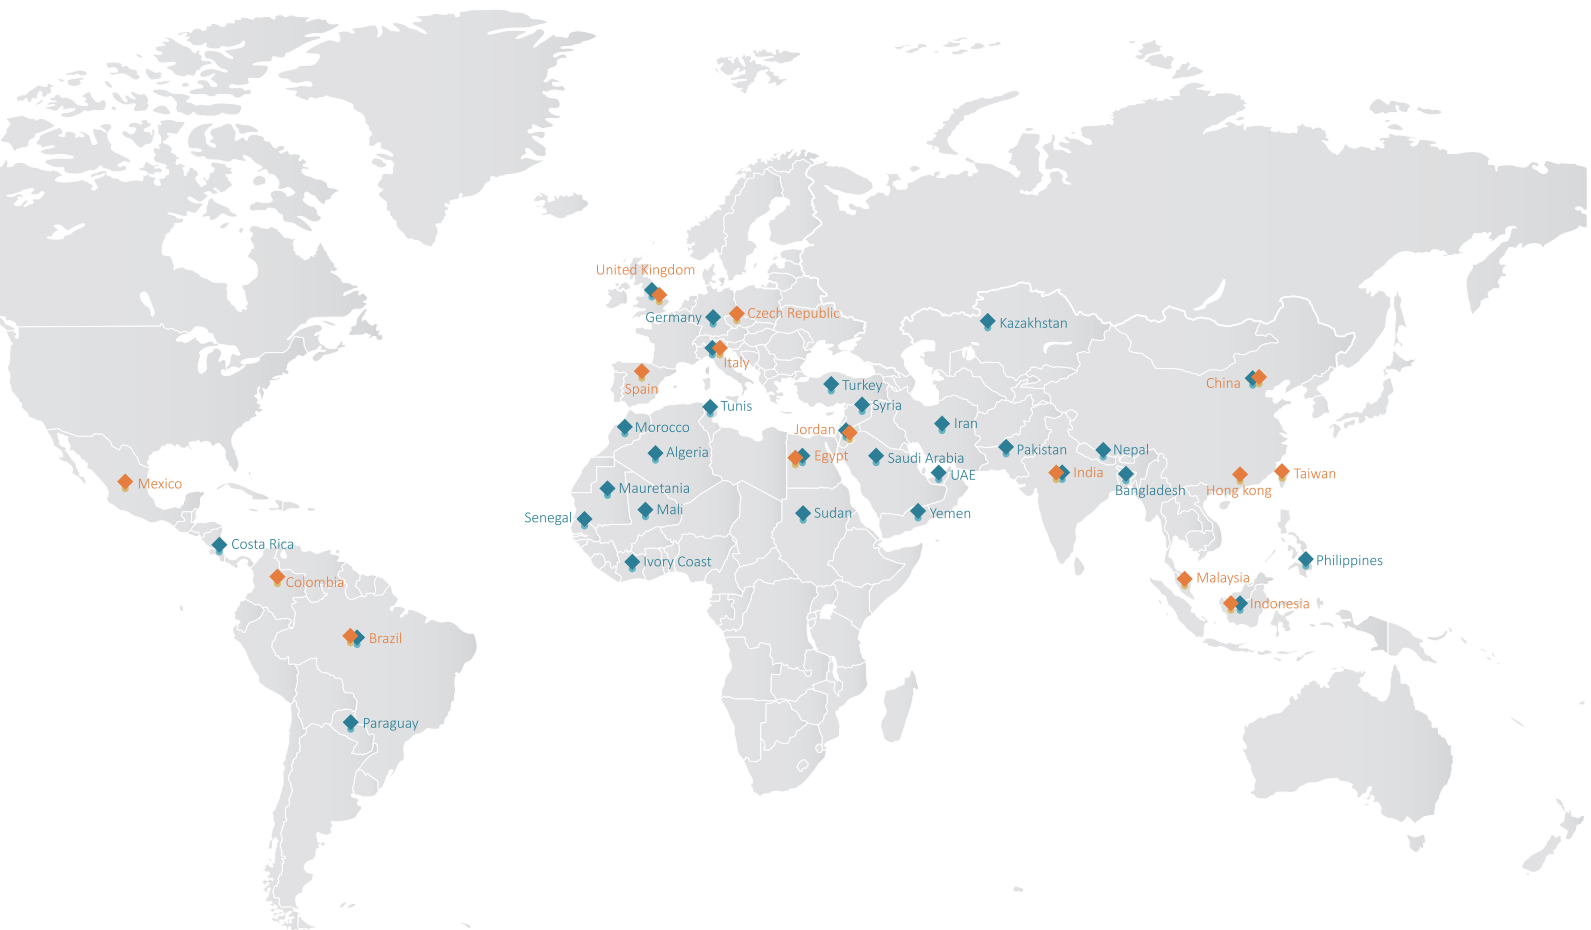 United Kingdom
Germany
Czech Republic
Kazakhstan
Italy
Spain
China
Turkey
Tunis
Syria
Morocco
Jordan
Iran
Algeria
Egypt
Saudi Arabia
Pakistan
Nepal
UAE
India
Taiwan
Mexico
Mauretania
Bangladesh
Hong kong
Mali
Senegal
Sudan
Yemen
Costa Rica
Ivory Coast
Philippines
Colombia
Malaysia
Indonesia
Brazil
Paraguay